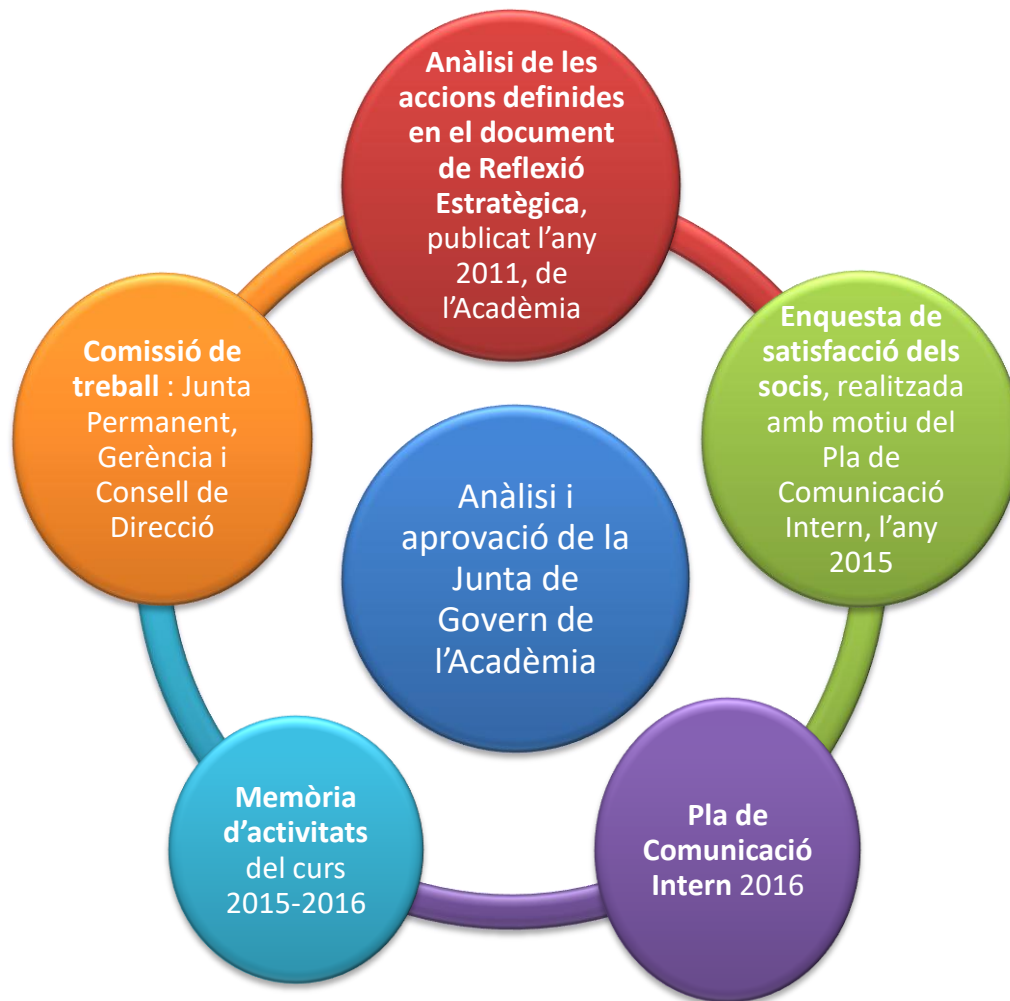 Anàlisi de les
accions definides
en el document
de Reflexió
Estratègica,
publicat l’any
2011, de
l’Acadèmia
Enquesta de
satisfacció dels
socis, realitzada
amb motiu del
Pla de
Comunicació
Intern, l’any
2015
Pla de
Comunicació
Intern 2016
Memòria
d’activitats
del curs
2015-2016
Comissió de
treball : Junta
Permanent,
Gerència i
Consell de
Direcció
Anàlisi i
aprovació de la
Junta de
Govern de
l’Acadèmia